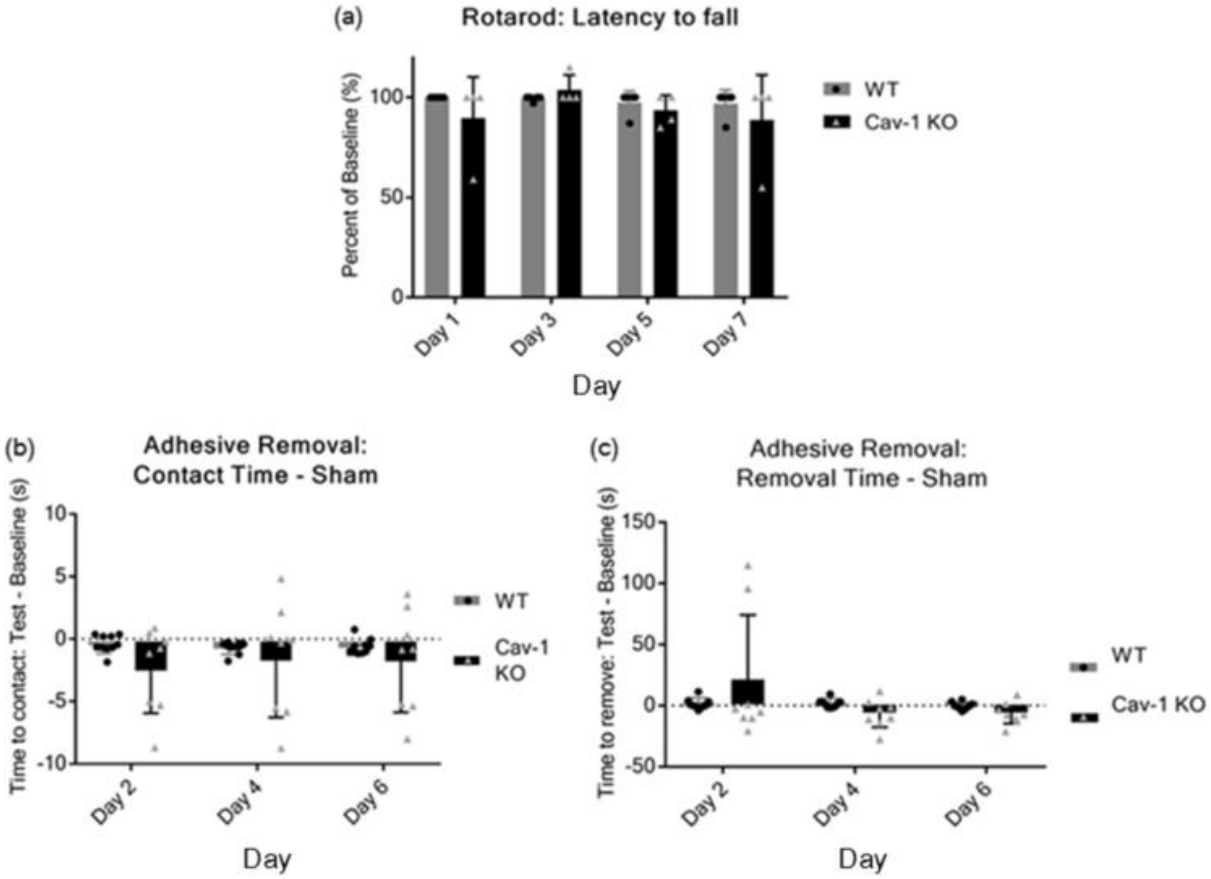 (a) Rotarod: Latency to fall
Percent of Baseline (%)
100
50
0
Day 1
Day 3
Day 5
Day 7
Day
WT
Cav-1 KO
(b) Adhesive Removal:
Contact Time - Sham
Time to contact: Test - Baseline (s)
10
5
0
-5
-10
Day 2
Day 4
Day 6
Day
WT
Cav-1
KO
(c) Adhesive Removal:
Removal Time - Sham
Time to remove: Test - Baseline (s)
150
100
50
0
-50
Day 2
Day 4
Day 6
Day
WT
Cav-1 KO